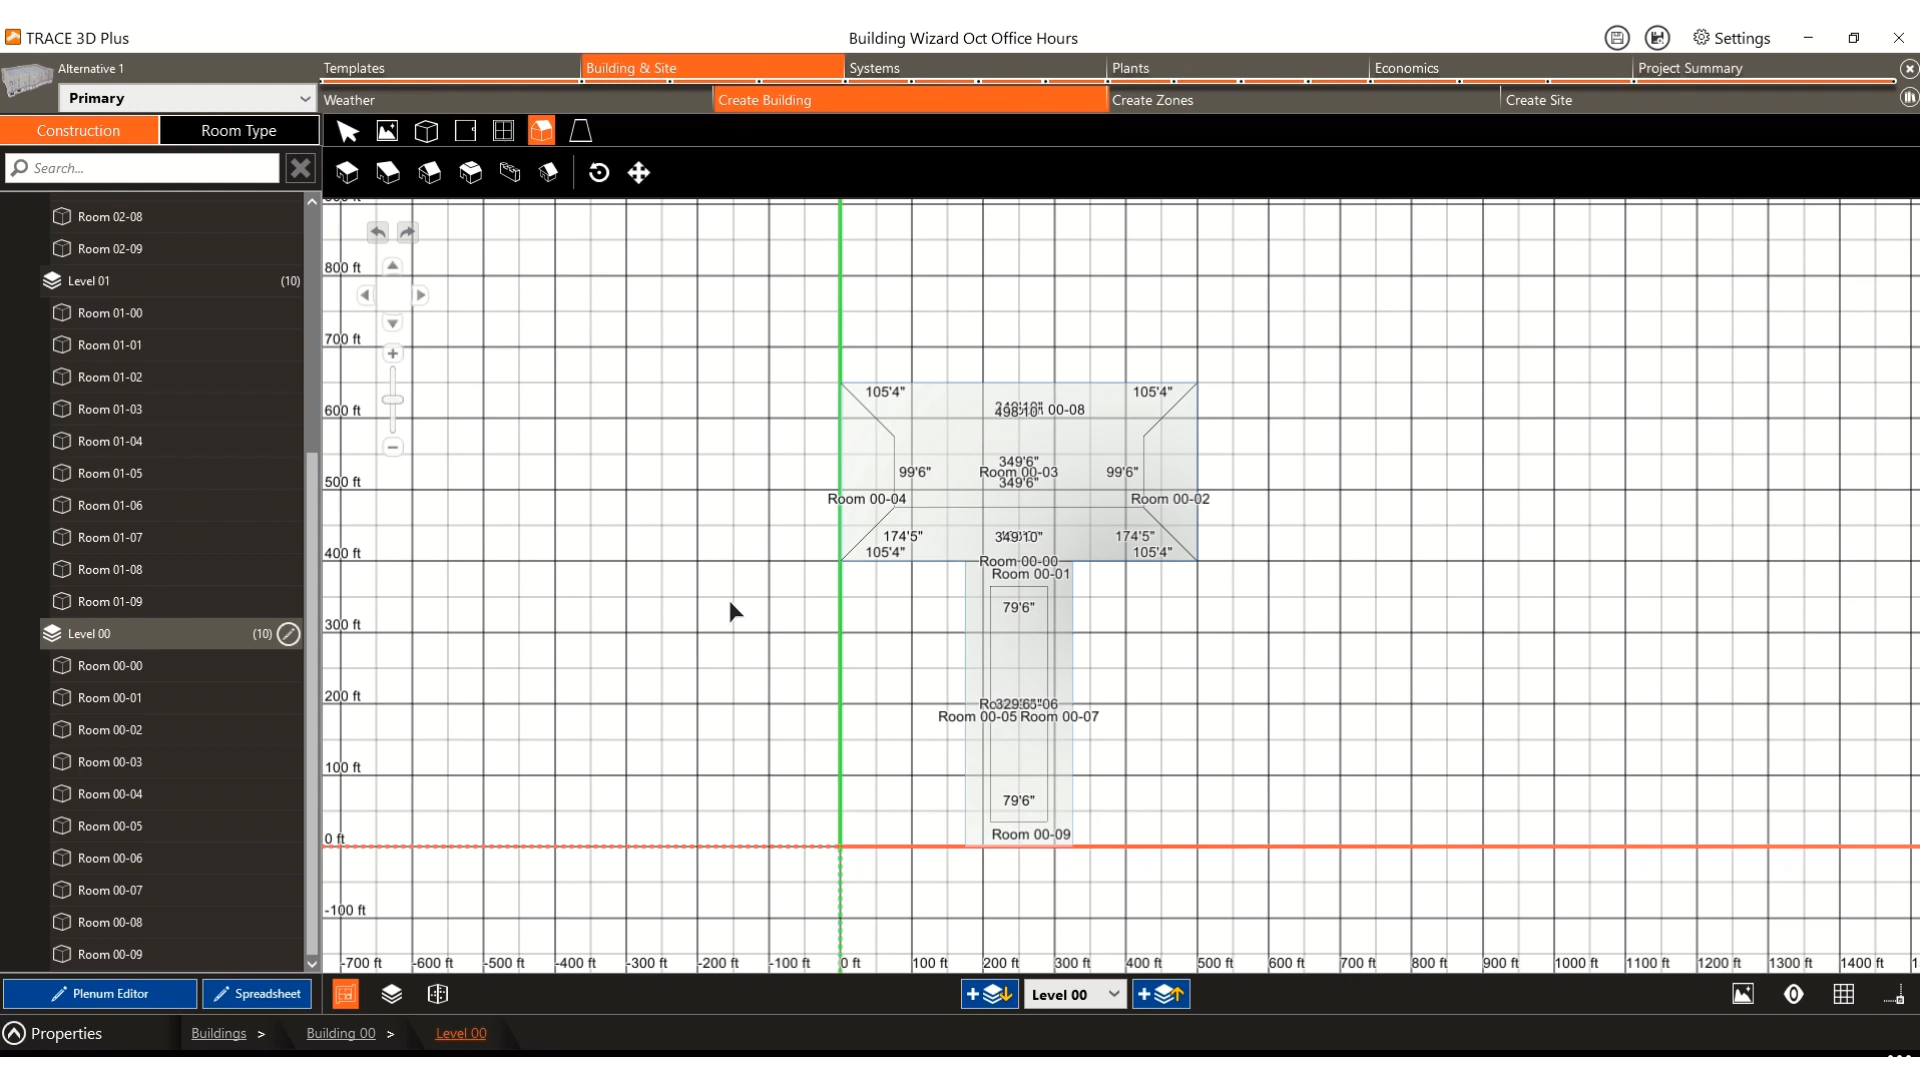 TRACE 3D Plus
Building Wizard Oct Office Hours
Settings
Alternative 1
Primary
Templates
Building & Site
Systems
Plants
Economics
Project Summary
Weather
Create Building
Create Zones
Create Site
Construction
Room Type
Search...
Room 02-08
Room 02-09
Level 01 (10)
Room 01-00
Room 01-01
Room 01-02
Room 01-03
Room 01-04
Room 01-05
Room 01-06
Room 01-07
Room 01-08
Room 01-09
Level 00 (10)
Room 00-00
Room 00-01
Room 00-02
Room 00-03
Room 00-04
Room 00-05
Room 00-06
Room 00-07
Room 00-08
Room 00-09
800 ft
700 ft
600 ft
500 ft
400 ft
300 ft
200 ft
100 ft
0 ft
-100 ft
105'4" 105'4"
00-08
349'6"
99'6" Room 00-03 99'6"
349'6"
Room 00-04 Room 00-02
174'5" 349'10" 174'5"
105'4" 105'4"
Room 00-00
Room 00-01
79'6"
Room 00-05 Room 00-07
79'6"
Room 00-09
-700 ft -600 ft -500 ft -400 ft -300 ft -200 ft -100 ft 0 ft 100 ft 200 ft 300 ft 400 ft 500 ft 600 ft 700 ft 800 ft 900 ft 1000 ft 1100 ft 1200 ft 1300 ft 1400 ft
Plenum Editor
Spreadsheet
Level 00
Properties
Buildings > Building 00 > Level 00